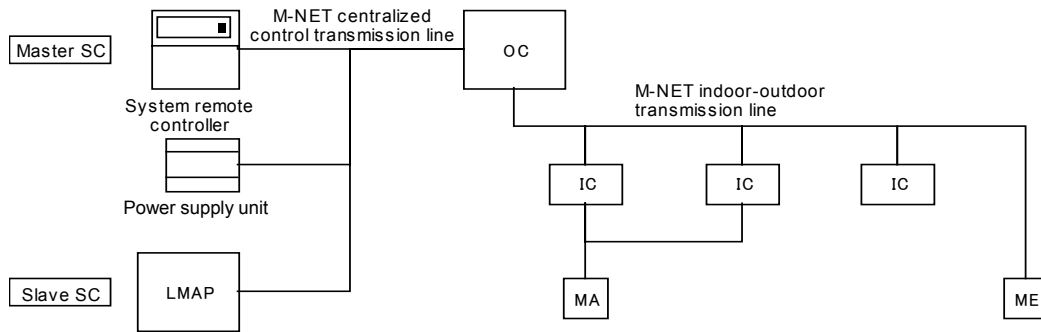 M-NET centralized
control transmission line
Master SC
OC
System remote
controller
M-NET indoor-outdoor
transmission line
IC
IC
IC
Power supply unit
Slave SC
LMAP
MA
ME